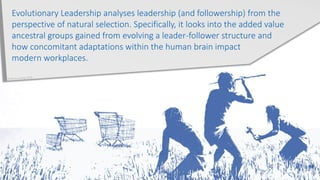 Evolutionary Leadership analyses leadership (and followership) from the
perspective of natural selection. Specifically, it looks into the added value
ancestral groups gained from evolving a leader-follower structure and
how concomitant adaptations within the human brain impact
modern workplaces.